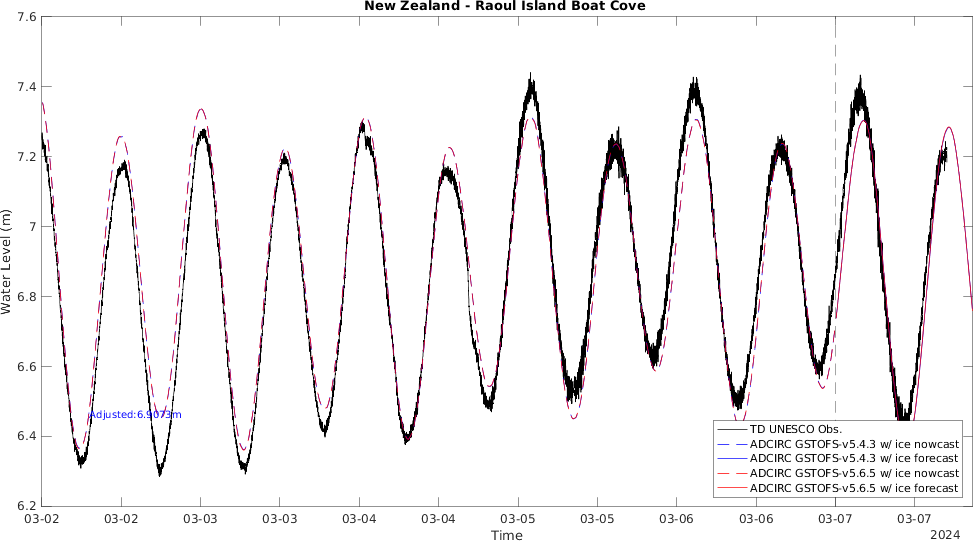 New Zealand - Raoul Island Boat Cove
7.6
7.4
7.2
7
6.8
6.6
6.4
6.2
Water Level (m)
Adjusted:6.9073m
TD UNESCO Obs.
ADCIRC GSTOFS-v5.4.3 w/ ice nowcast
ADCIRC GSTOFS-v5.4.3 w/ ice forecast
ADCIRC GSTOFS-v5.6.5 w/ ice nowcast
ADCIRC GSTOFS-v5.6.5 w/ ice forecast
03-02 03-02 03-03 03-03 03-04 03-04 03-05 03-05 03-06 03-06 03-07 03-07
Time
2024